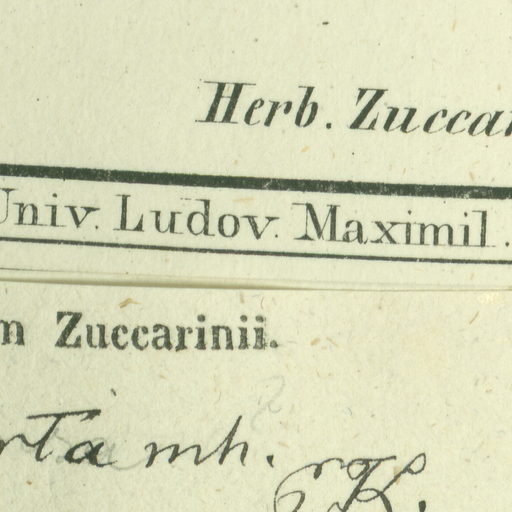 Herb. Zuccar
Univ. Ludov. Maximil.
m Zuccarinii.
rta mh.
K.